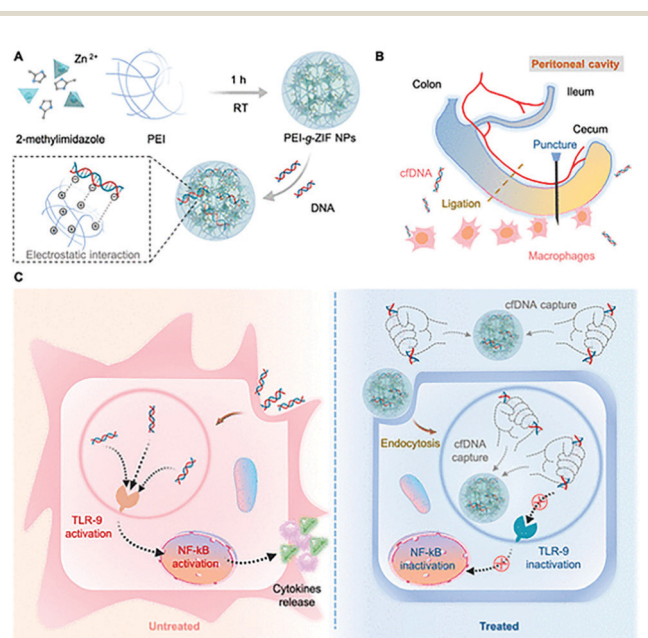 A
Zn 2+
1 h
RT
2-methylimidazole
PEI
PEI-g-ZIF NPs
DNA
Electrostatic interaction
B
Peritoneal cavity
Colon
Ileum
Cecum
Puncture
cfDNA
Ligation
Macrophages
C
TLR-9
activation
NF-kB
activation
Cytokines
release
Untreated
cfDNA capture
Endocytosis
cfDNA
capture
NF-kB
inactivation
TLR-9
inactivation
Treated